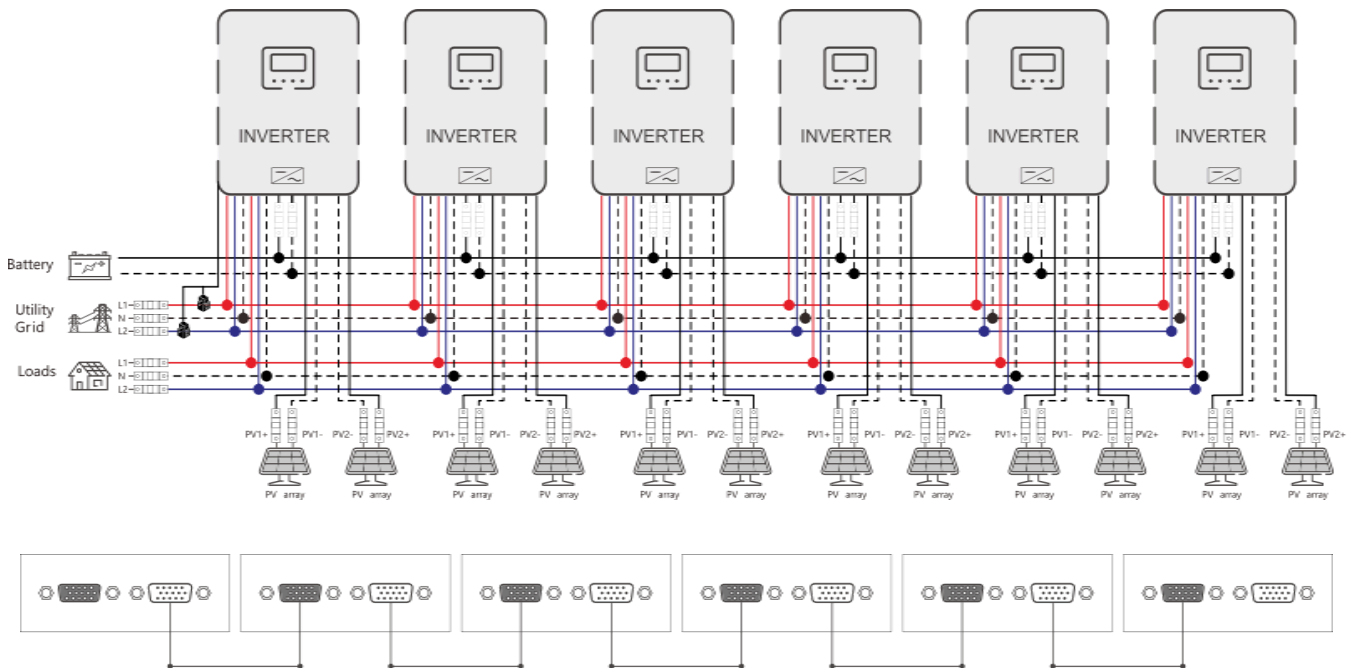 INVERTER INVERTER INVERTER INVERTER INVERTER INVERTER
Battery
Utility
Grid
L1
N
L2
Loads
L1
N
L2
PV1+ PV1- PV2- PV2+ PV1+ PV1- PV2- PV2+ PV1+ PV1- PV2- PV2+ PV1+ PV1- PV2- PV2+ PV1+ PV1- PV2- PV2+ PV1+ PV1- PV2- PV2+
PV array PV array PV array PV array PV array PV array PV array PV array PV array PV array PV array PV array